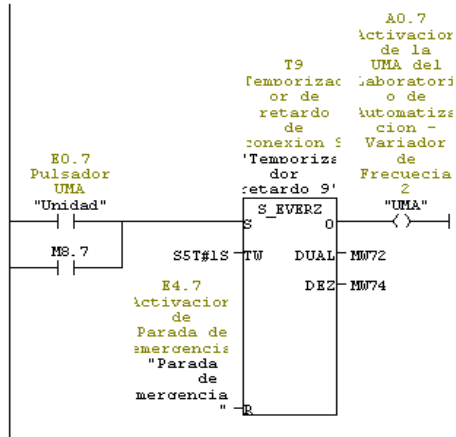 A0.7
Activacion
de la
UMA del
Laboratori
o de
Automatiza
cion -
Variador
de
Frecuecia
2
"UMA"
T9
Temporizac
or de
retardo
de
conexion 9
"Temporiza
dor
retardo 9"
S_EVERZ
S
O
TW
DUAL
DEZ
R
S5T#1S
MW72
MW74
E0.7
Pulsador
UMA
"Unidad"
M8.7
E4.7
Activacior
de
Parada de
emergencia
"Parada
de
mergencia
"